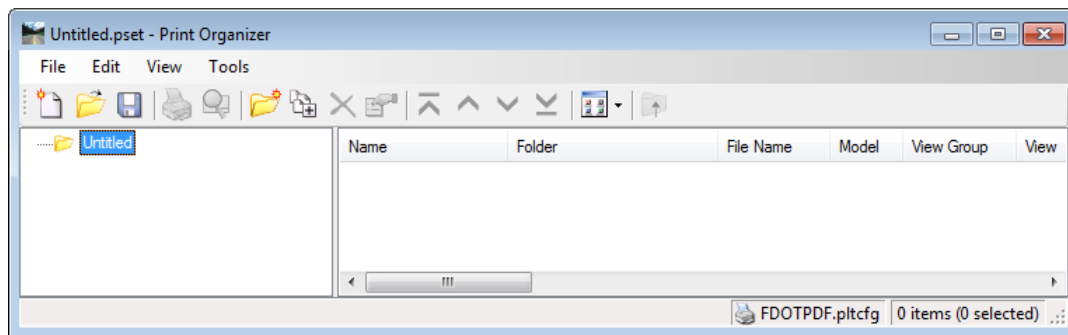 Untitled.pset - Print Organizer
File Edit View Tools
Untitled
Name Folder File Name Model View Group View
FDOTPDF.pltcfg 0 items (0 selected)